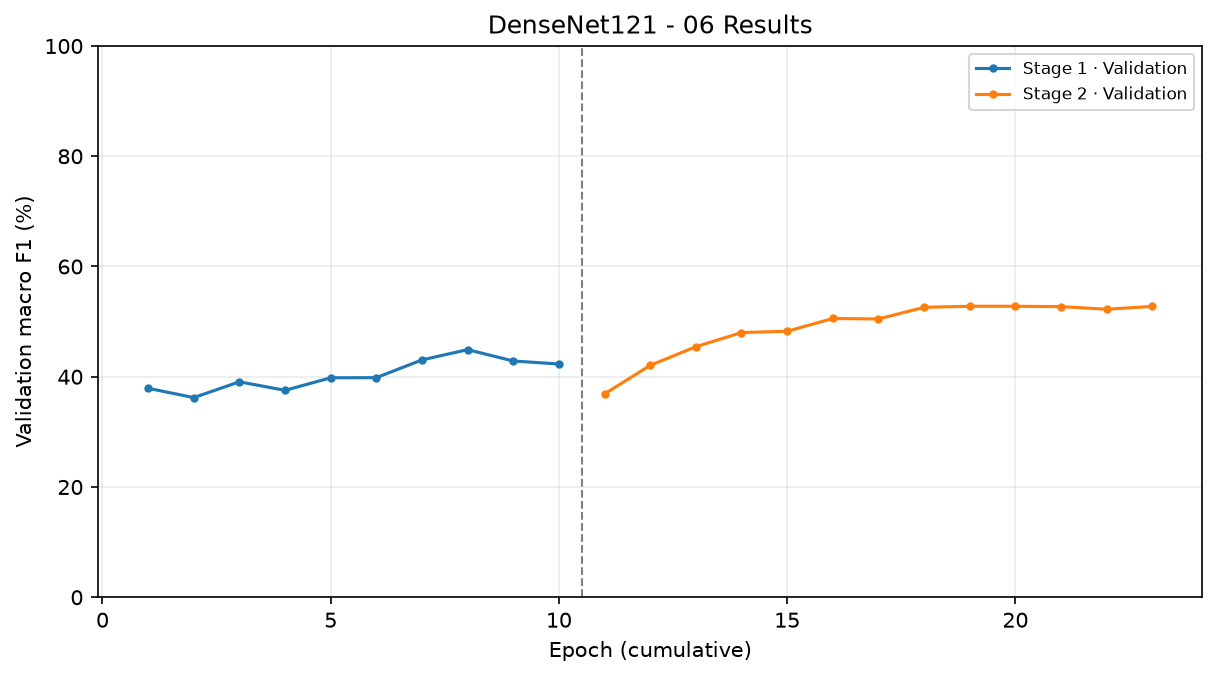 DenseNet121 - 06 Results
Stage 1 · Validation
Stage 2 · Validation
Validation macro F1 (%)
100
80
60
40
20
0
0 5 10 15 20
Epoch (cumulative)